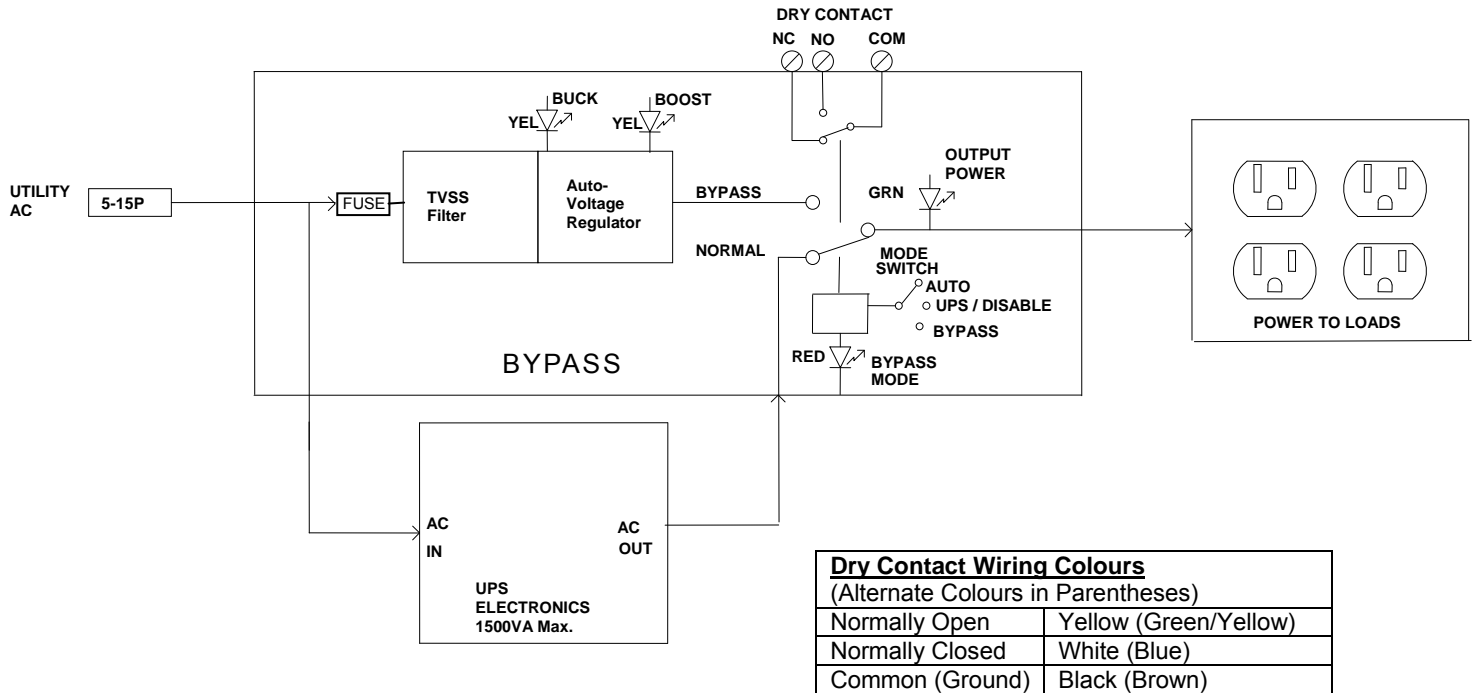 DRY CONTACT
NC NO COM
BUCK
YEL
BOOST
YEL
UTILITY
AC
5-15P
FUSE
TVSS
Filter
Auto-
Voltage
Regulator
BYPASS
NORMAL
OUTPUT
POWER
GRN
MODE
SWITCH
AUTO
UPS / DISABLE
BYPASS
RED
BYPASS
MODE
BYPASS
POWER TO LOADS
AC
IN
AC
OUT
UPS
ELECTRONICS
1500VA Max.
Dry Contact Wiring Colours
(Alternate Colours in Parentheses)
Normally Open Yellow (Green/Yellow)
Normally Closed White (Blue)
Common (Ground) Black (Brown)